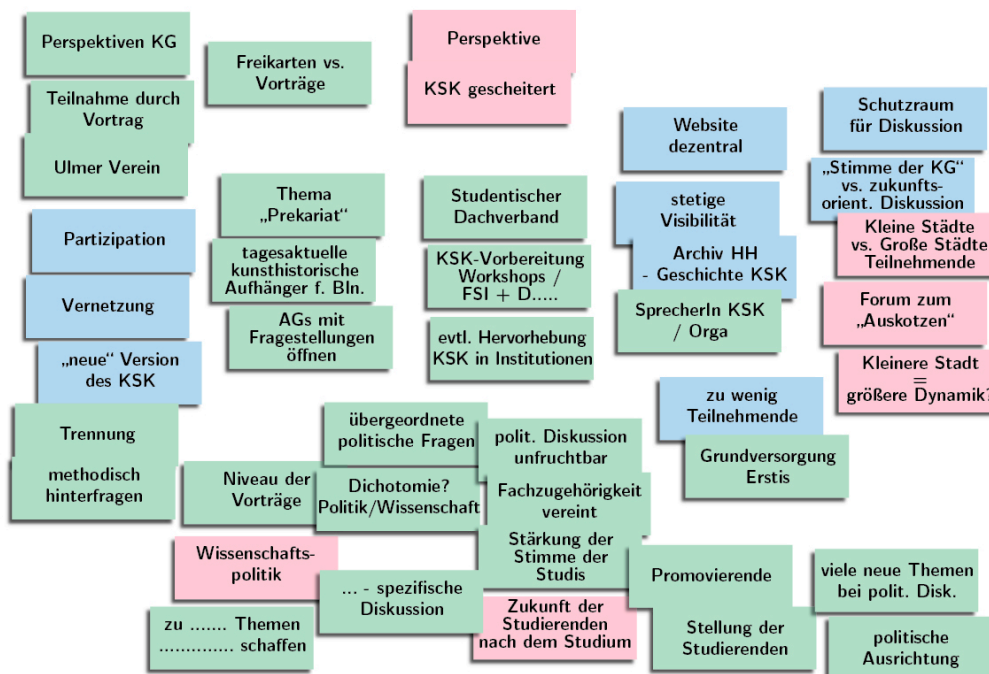 Perspektiven KG
Teilnahme durch
Vortrag
Ulmer Verein
Freikarten vs.
Vorträge
Perspektive
KSK gescheitert
Website
dezentral
Schutzraum
für Diskussion
„Stimme der KG“
vs. zukunfts-
orient. Diskussion
Partizipation
Vernetzung
„neue“ Version
des KSK
Thema
„Prekariat“
tagesaktuelle
kunsthistorische
Aufhänger f. Bln.
AGs mit
Fragestellungen
öffnen
Studentischer
Dachverband
KSK-Vorbereitung
Workshops /
FSI + D.....
evtl. Hervorhebung
KSK in Institutionen
stetige
Visibilität
Archiv HH
- Geschichte KSK
SprecherIn KSK
/ Orga
Kleine Städte
vs. Große Städte
Teilnehmende
Forum zum
„Auskotzen“
Kleinere Stadt
=
größere Dynamik?
Trennung
methodisch
hinterfragen
Niveau der
Vorträge
übergeordnete
politische Fragen
Dichotomie?
Politik/Wissenschaft
polit. Diskussion
unfruchtbar
Fachzugehörigkeit
vereint
Stärkung der
Stimme der
Studis
zu wenig
Teilnehmende
Grundversorgung
Erstis
Wissenschafts-
politik
zu ....... Themen
.............. schaffen
... - spezifische
Diskussion
Zukunft der
Studierenden
nach dem Studium
Promovierende
Stellung der
Studierenden
viele neue Themen
bei polit. Disk.
politische
Ausrichtung